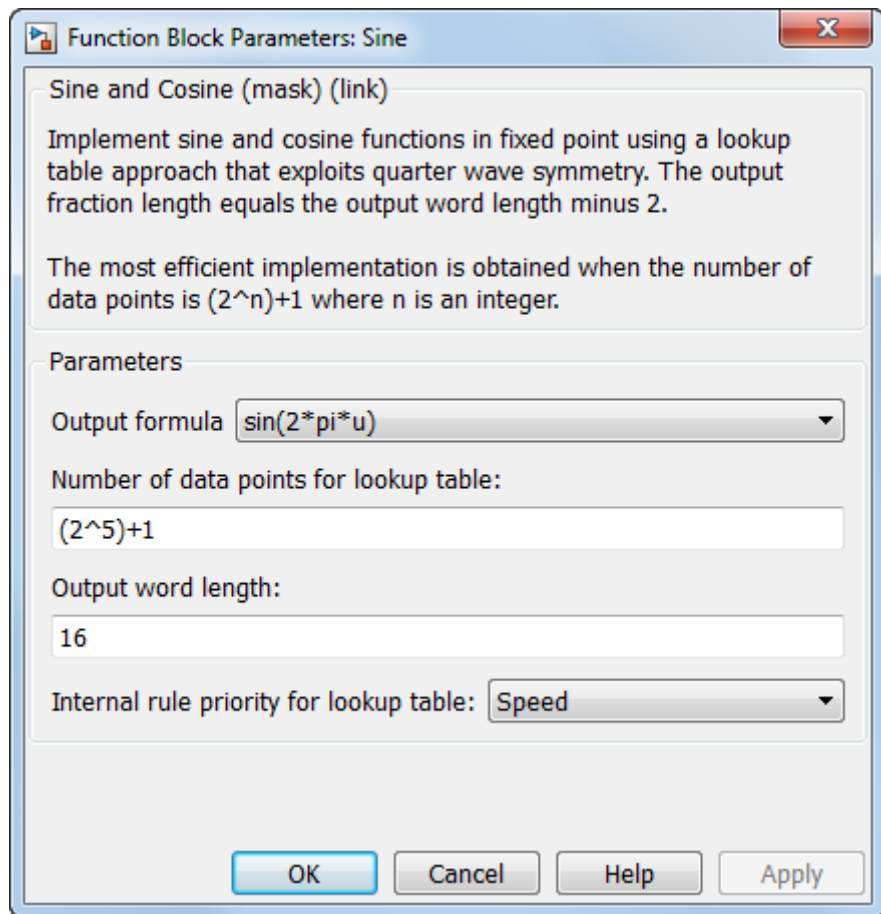 Function Block Parameters: Sine
Sine and Cosine (mask) (link)
Implement sine and cosine functions in fixed point using a lookup
table approach that exploits quarter wave symmetry. The output
fraction length equals the output word length minus 2.
The most efficient implementation is obtained when the number of
data points is (2^n)+1 where n is an integer.
Parameters
Output formula sin(2*pi*u)
Number of data points for lookup table:
(2^5)+1
Output word length:
16
Internal rule priority for lookup table: Speed
OK Cancel Help Apply